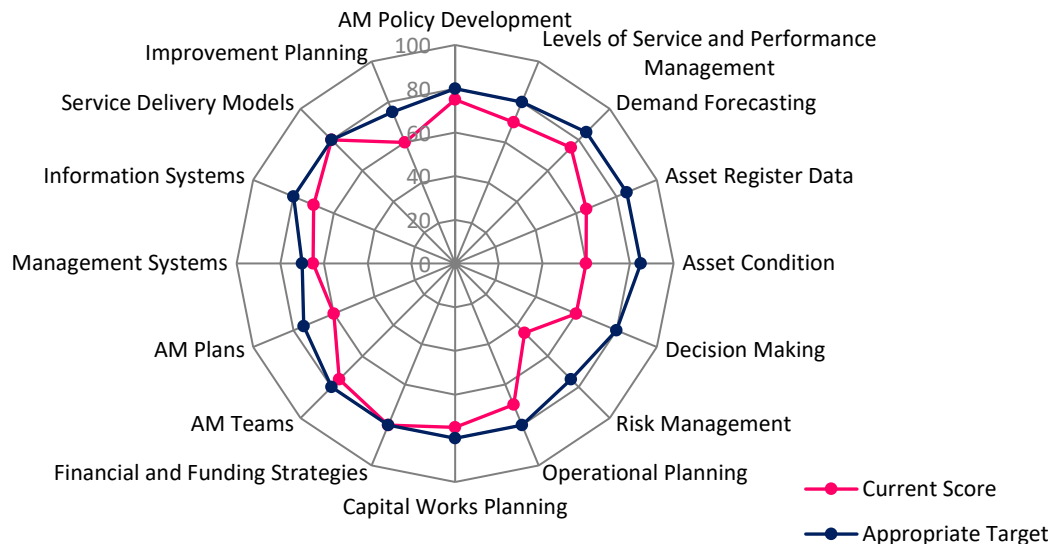 AM Policy Development
Levels of Service and Performance
Management
Demand Forecasting
Asset Register Data
Asset Condition
Decision Making
Risk Management
Operational Planning
Capital Works Planning
Financial and Funding Strategies
AM Teams
AM Plans
Management Systems
Information Systems
Service Delivery Models
Improvement Planning
100
80
60
40
20
0
Current Score
Appropriate Target